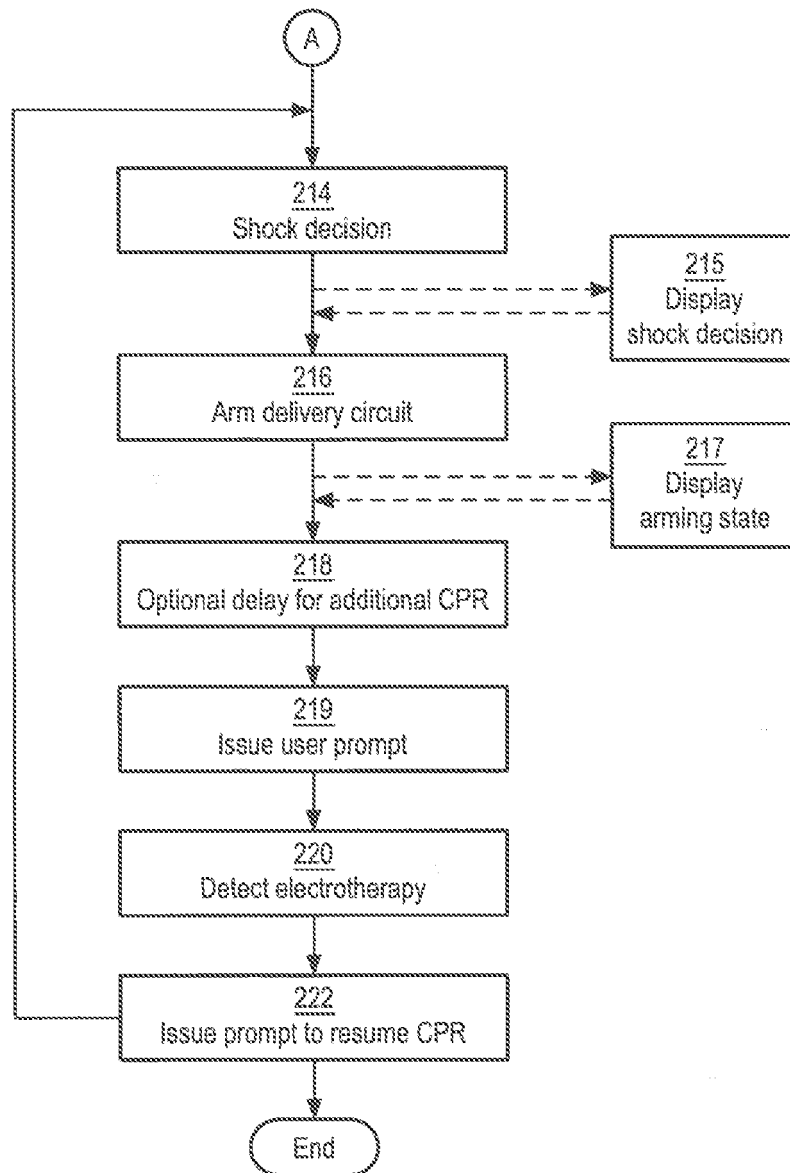 A
214
Shock decision
215
Display
shock decision
216
Arm delivery circuit
217
Display
arming state
218
Optional delay for additional CPR
219
Issue user prompt
220
Detect electrotherapy
222
Issue prompt to resume CPR
End